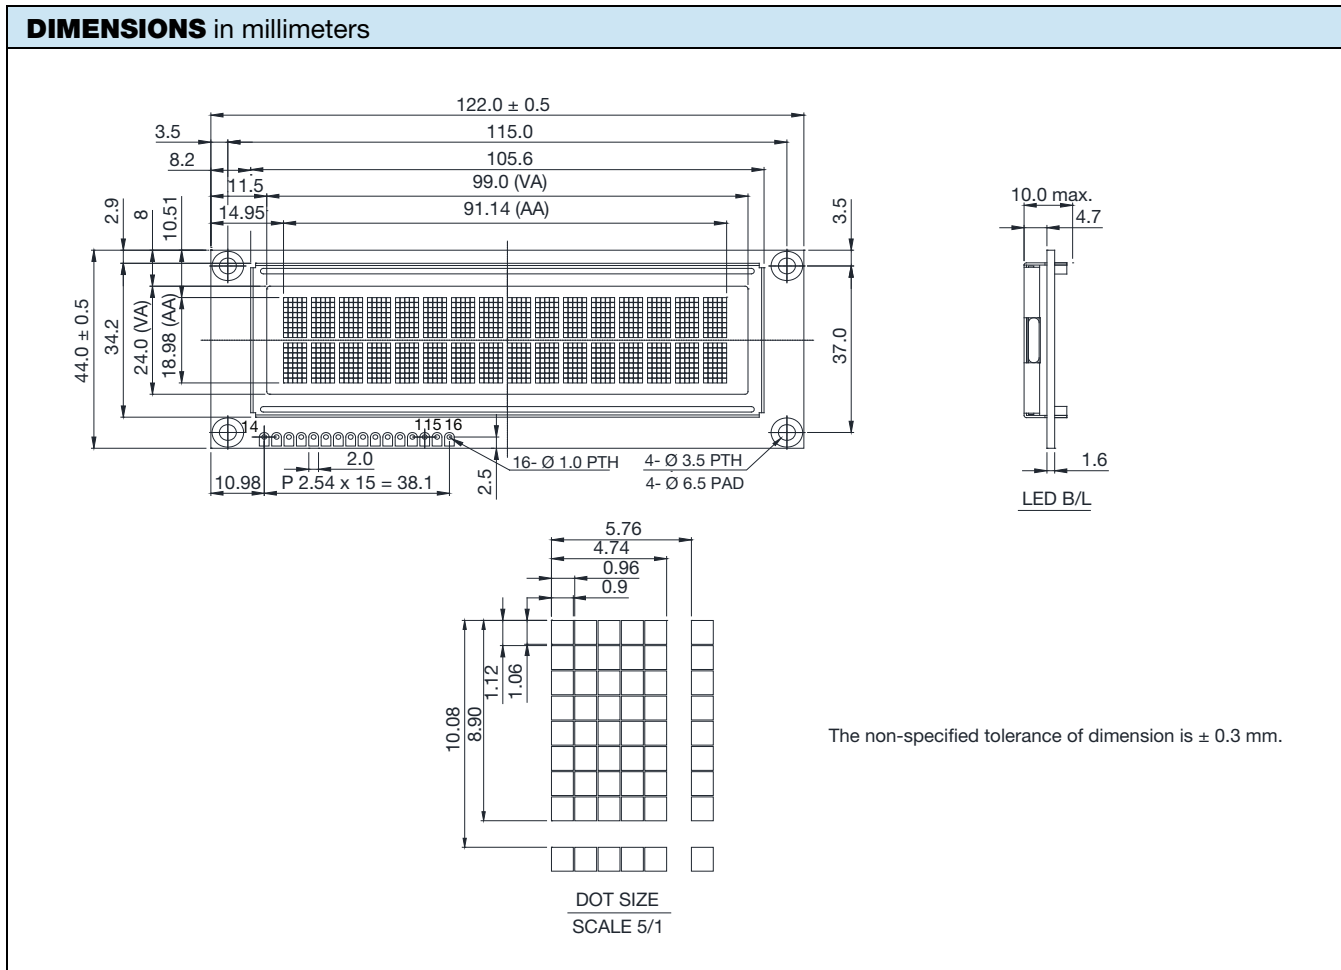 DIMENSIONS in millimeters
122.0 ± 0.5
3.5
115.0
8.2
105.6
11.5
99.0 (VA)
14.95
91.14 (AA)
2.9
8
10.51
3.5
10.0 max.
4.7
44.0 ± 0.5
34.2
24.0 (VA)
18.98 (AA)
37.0
14
1 15 16
2.0
16- Ø 1.0 PTH
4- Ø 3.5 PTH
10.98
P 2.54 x 15 = 38.1
2.5
4- Ø 6.5 PAD
1.6
LED B/L
5.76
4.74
0.96
0.9
1.12
1.06
10.08
8.90
The non-specified tolerance of dimension is ± 0.3 mm.
DOT SIZE
SCALE 5/1